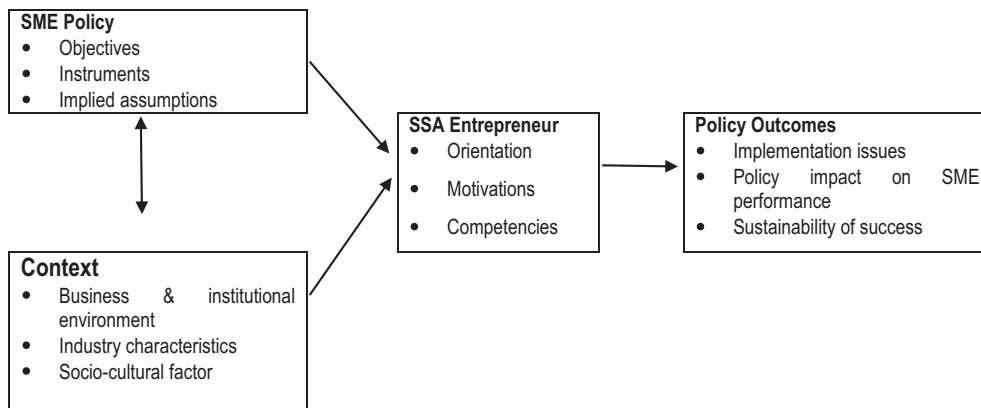 SME Policy
• Objectives
• Instruments
• Implied assumptions
Context
• Business & institutional
environment
• Industry characteristics
• Socio-cultural factor
SSA Entrepreneur
• Orientation
• Motivations
• Competencies
Policy Outcomes
• Implementation issues
• Policy impact on SME
performance
• Sustainability of success